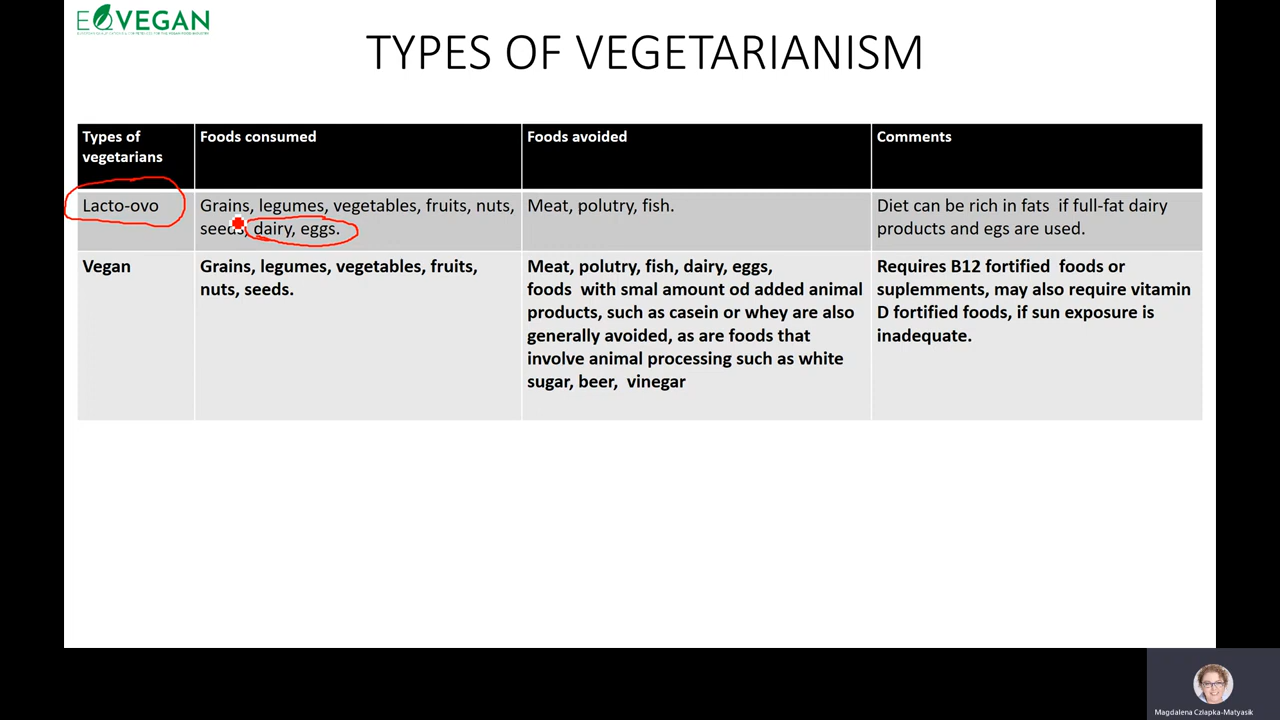 EQVEGAN
TYPES OF VEGETARIANISM
Types of
vegetarians
Foods consumed
Foods avoided
Comments
Lacto-ovo
Grains, legumes, vegetables, fruits, nuts,
seeds, dairy, eggs.
Meat, polutry, fish.
Diet can be rich in fats if full-fat dairy
products and egs are used.
Vegan
Grains, legumes, vegetables, fruits,
nuts, seeds.
Meat, polutry, fish, dairy, eggs,
foods with smal amount od added animal
products, such as casein or whey are also
generally avoided, as are foods that
involve animal processing such as white
sugar, beer, vinegar
Requires B12 fortified foods or
suplemments, may also require vitamin
D fortified foods, if sun exposure is
inadequate.
Magdalena Człapka-Matyasik